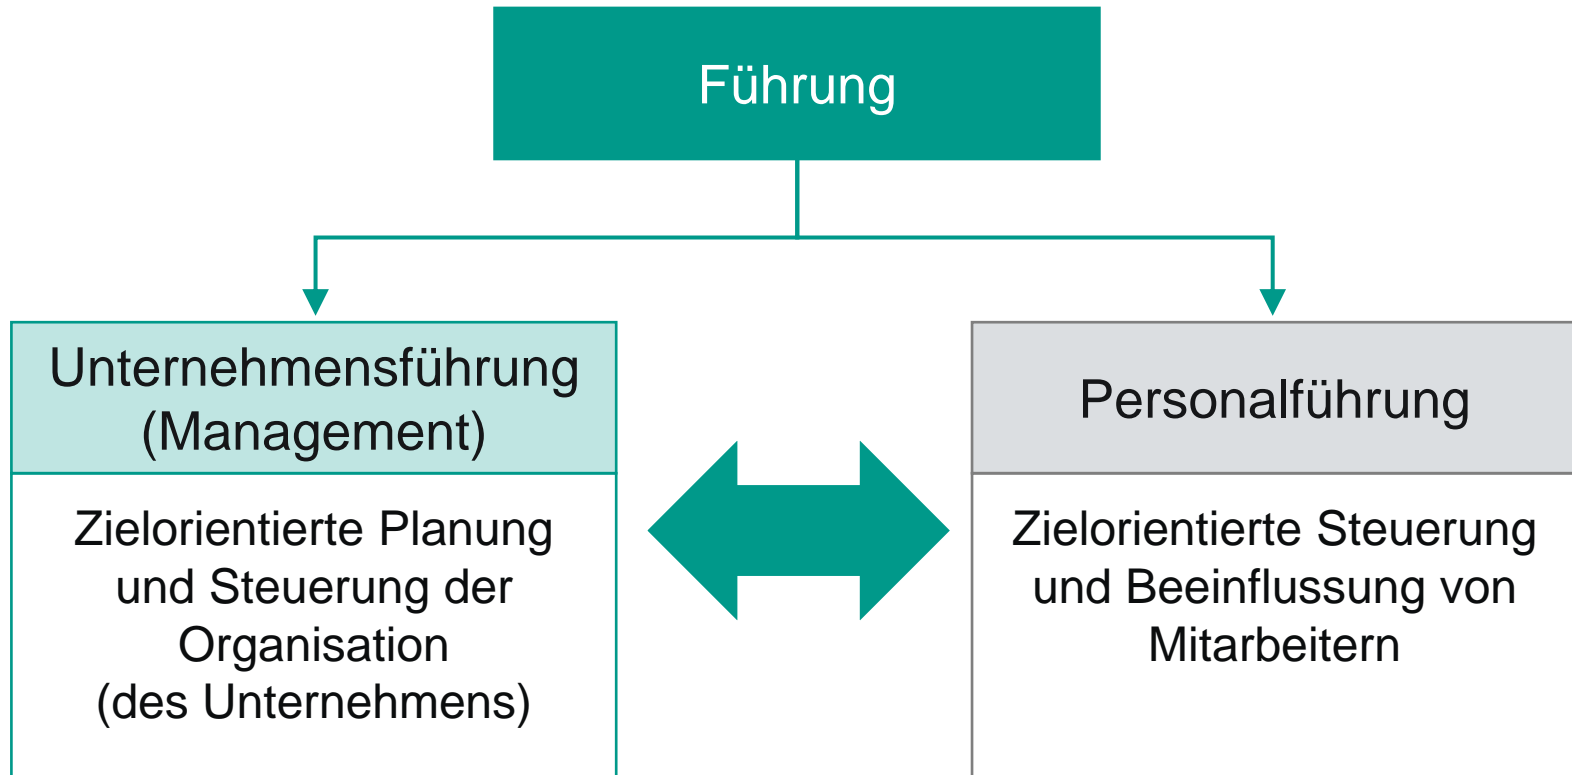 Führung
Unternehmensführung
(Management)
Zielorientierte Planung
und Steuerung der
Organisation
(des Unternehmens)
Personalführung
Zielorientierte Steuerung
und Beeinflussung von
Mitarbeitern